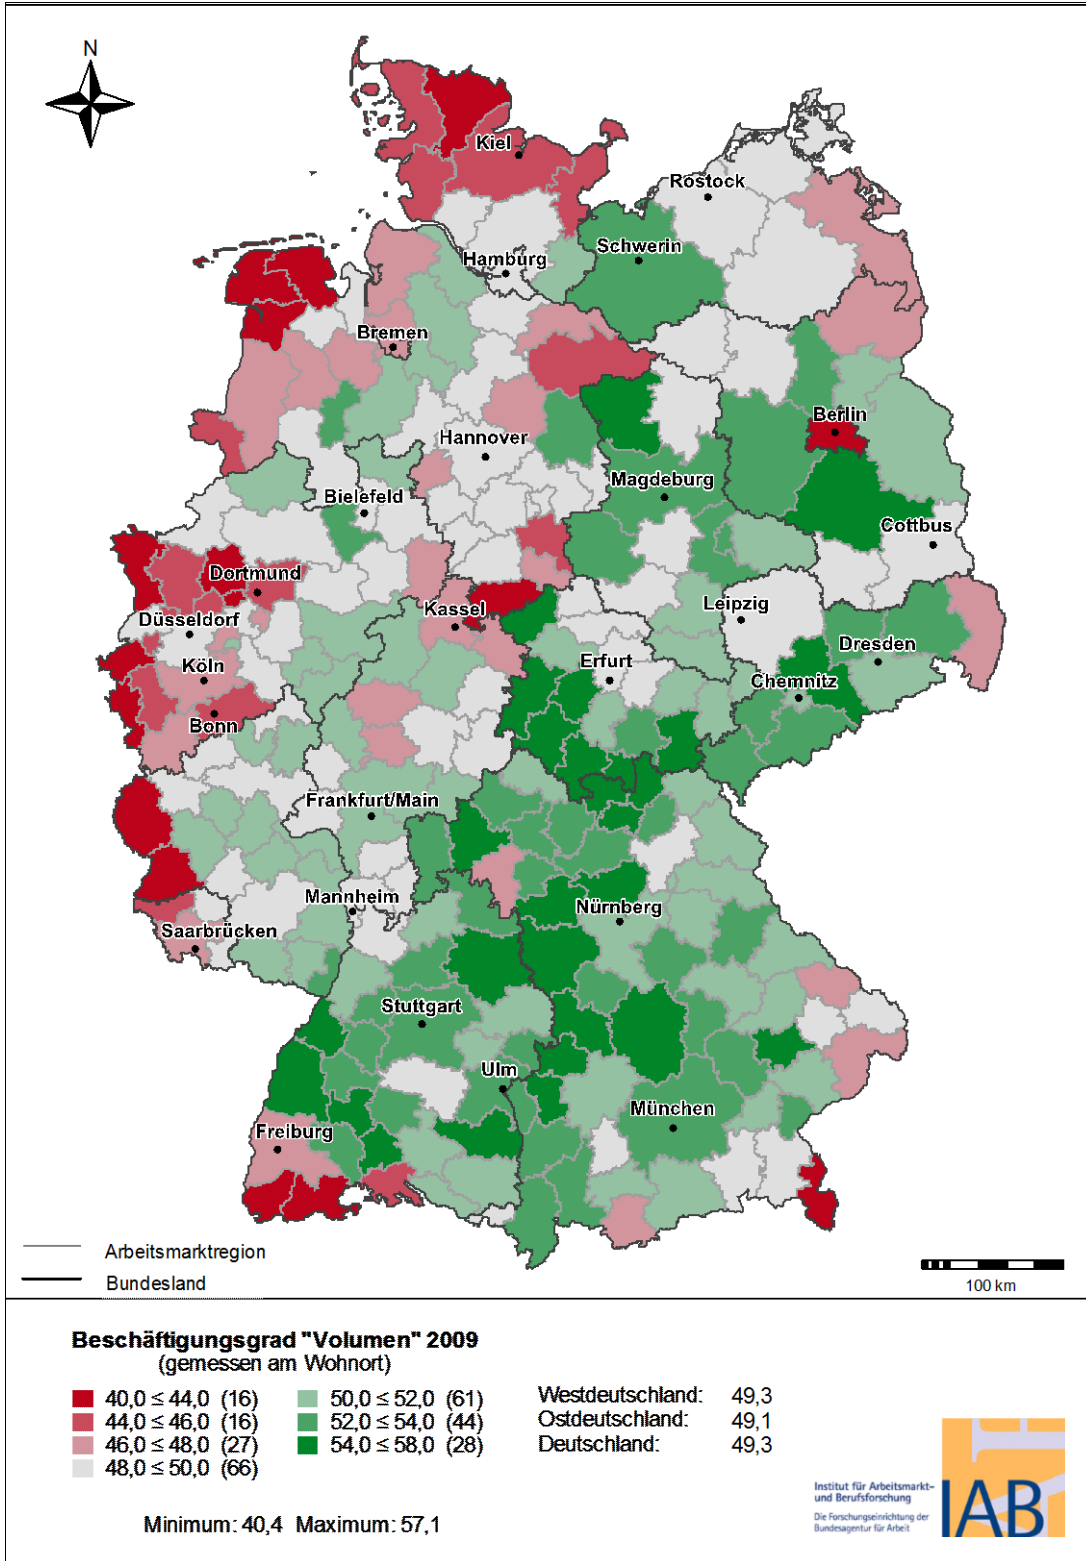 N
Kiel
Rostock
Schwerin
Hamburg
Bremen
Berlin
Hannover
Magdeburg
Bielefeld
Cottbus
Dortmund
Leipzig
Kassel
Düsseldorf
Dresden
Köln
Erfurt
Chemnitz
Bonn
Frankfurt/Main
Mannheim
Nürnberg
Saarbrücken
Stuttgart
Ulm
München
Freiburg
Arbeitsmarktregion
Bundesland
100 km
Beschäftigungsgrad "Volumen" 2009
(gemessen am Wohnort)
40,0 ≤ 44,0 (16)
44,0 ≤ 46,0 (16)
46,0 ≤ 48,0 (27)
48,0 ≤ 50,0 (66)
50,0 ≤ 52,0 (61)
52,0 ≤ 54,0 (44)
54,0 ≤ 58,0 (28)
Westdeutschland: 49,3
Ostdeutschland: 49,1
Deutschland: 49,3
Minimum: 40,4 Maximum: 57,1
Institut für Arbeitsmarkt-
und Berufsforschung
Die Forschungseinrichtung der
Bundesagentur für Arbeit
IAB